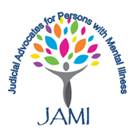 Judicial Advocates for Persons with Mental Illness
JAMI